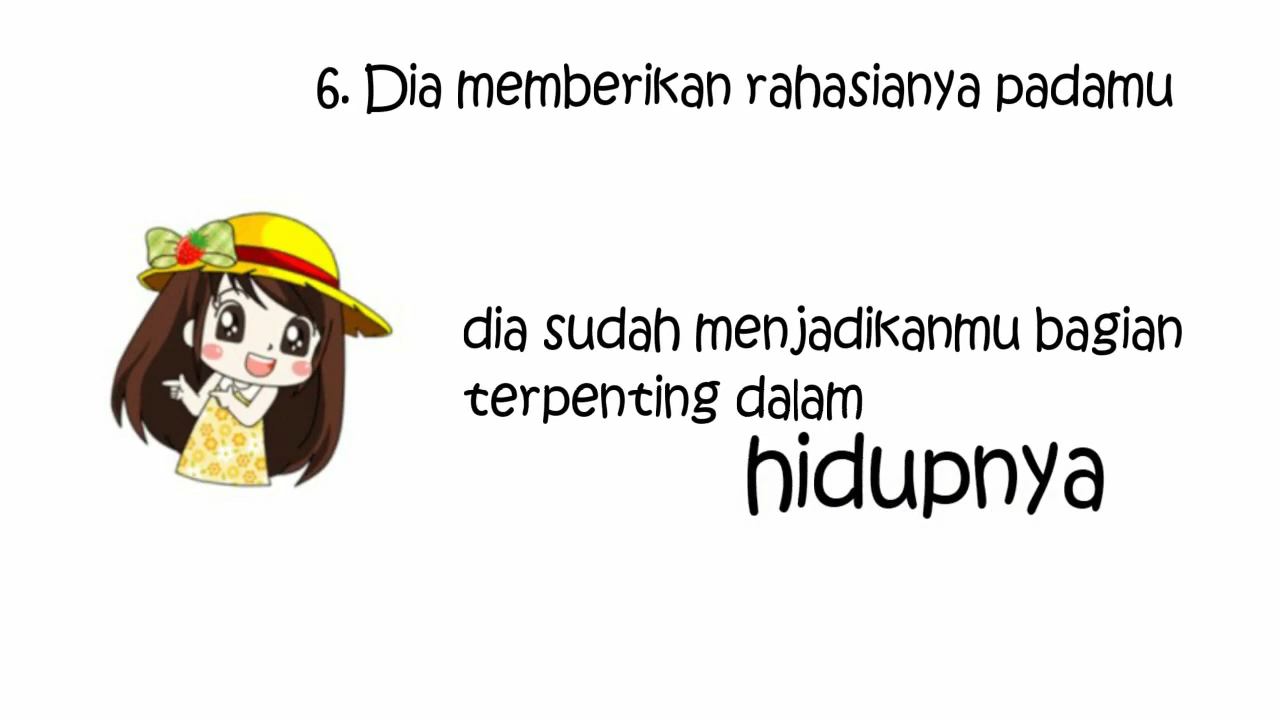 6. Dia memberikan rahasianya padamu
dia sudah menjadikanmu bagian
terpenting dalam
hidupnya